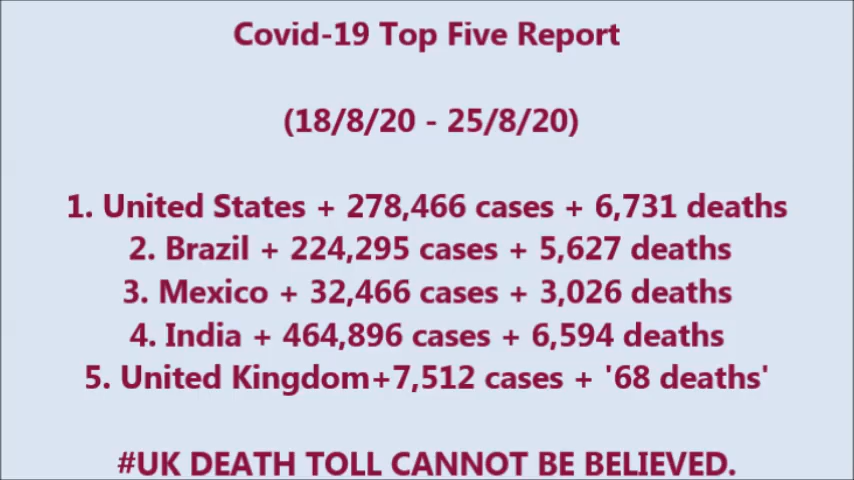 Covid-19 Top Five Report
(18/8/20 - 25/8/20)
1. United States + 278,466 cases + 6,731 deaths
2. Brazil + 224,295 cases + 5,627 deaths
3. Mexico + 32,466 cases + 3,026 deaths
4. India + 464,896 cases + 6,594 deaths
5. United Kingdom+7,512 cases + '68 deaths'
#UK DEATH TOLL CANNOT BE BELIEVED.